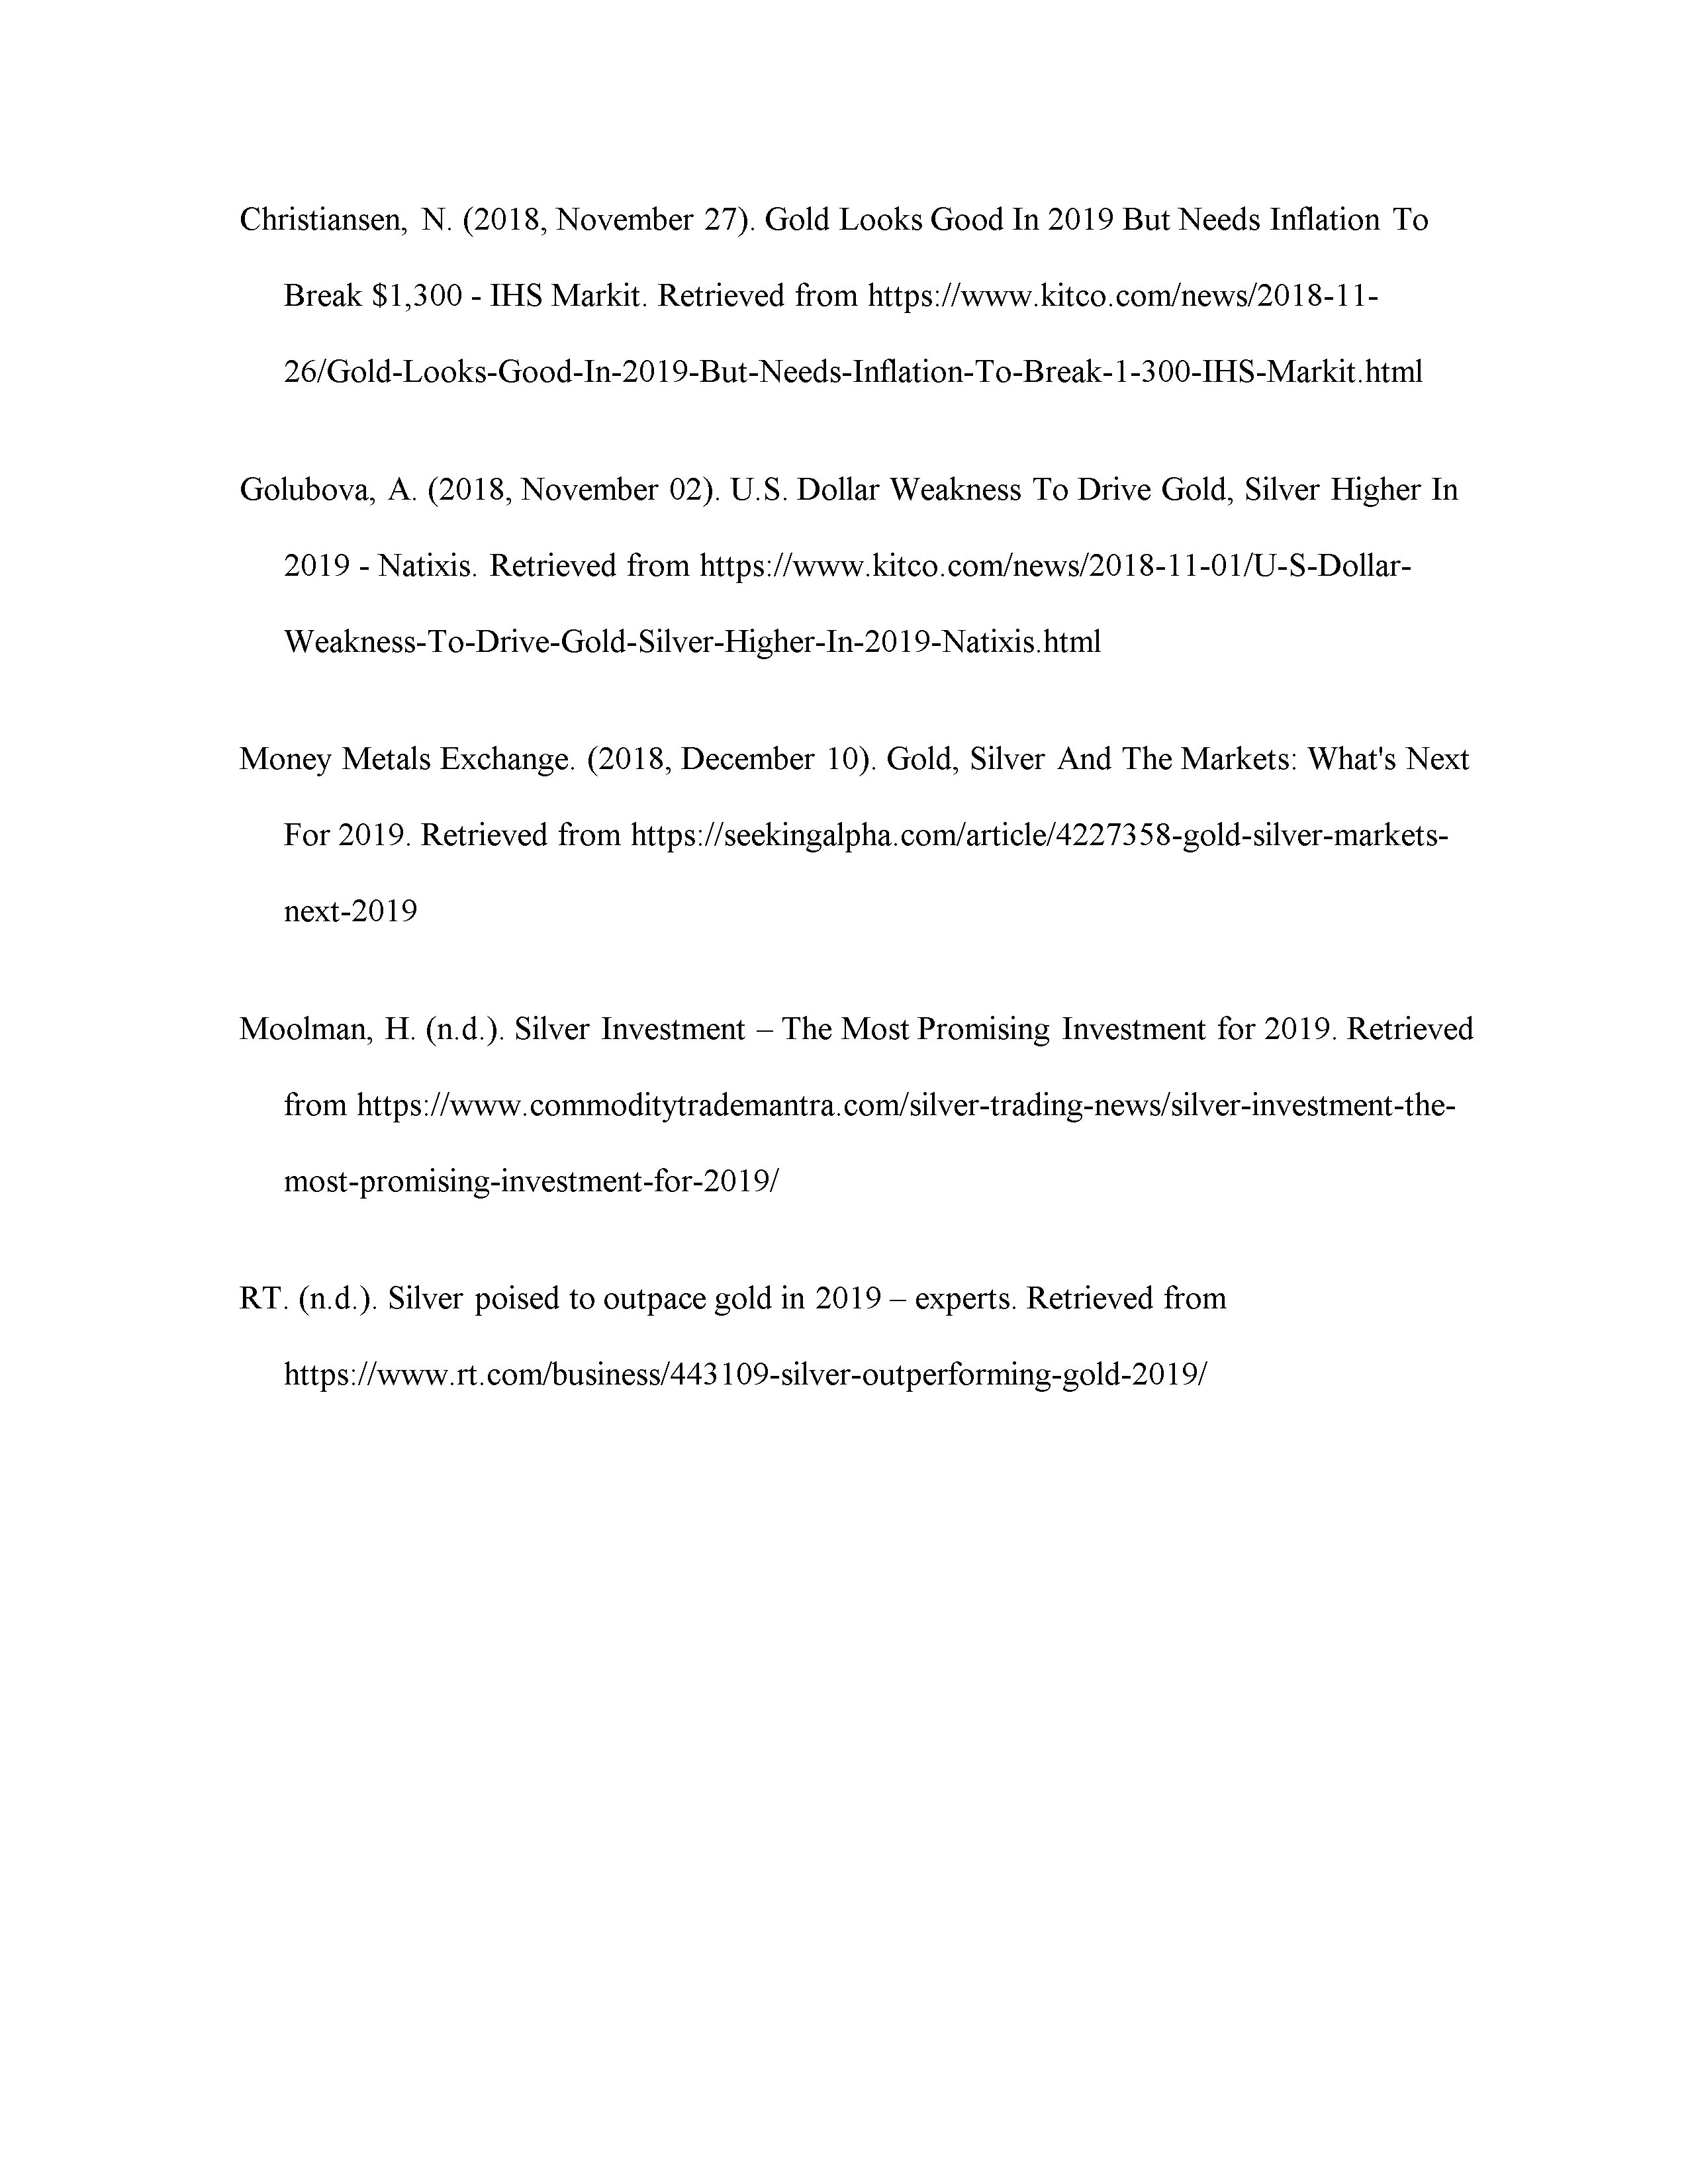 Christiansen, N. (2018, November 27). Gold Looks Good In 2019 But Needs Inflation To
Break $1,300 - IHS Markit. Retrieved from https://www.kitco.com/news/2018-11-
26/Gold-Looks-Good-In-2019-But-Needs-Inflation-To-Break-1-300-IHS-Markit.html
Golubova, A. (2018, November 02). U.S. Dollar Weakness To Drive Gold, Silver Higher In
2019 - Natixis. Retrieved from https://www.kitco.com/news/2018-11-01/U-S-Dollar-
Weakness-To-Drive-Gold-Silver-Higher-In-2019-Natixis.html
Money Metals Exchange. (2018, December 10). Gold, Silver And The Markets: What's Next
For 2019. Retrieved from https://seekingalpha.com/article/4227358-gold-silver-markets-
next-2019
Moolman, H. (n.d.). Silver Investment – The Most Promising Investment for 2019. Retrieved
from https://www.commoditytrademantra.com/silver-trading-news/silver-investment-the-
most-promising-investment-for-2019/
RT. (n.d.). Silver poised to outpace gold in 2019 – experts. Retrieved from
https://www.rt.com/business/443109-silver-outperforming-gold-2019/